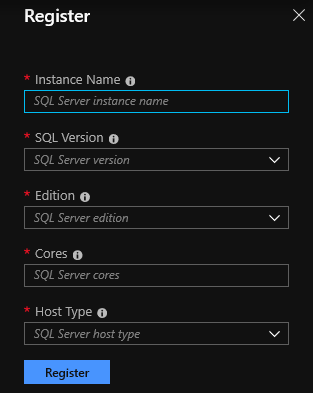 Register
* Instance Name
SQL Server instance name
* SQL Version
SQL Server version
* Edition
SQL Server edition
* Cores
SQL Server cores
* Host Type
SQL Server host type
Register